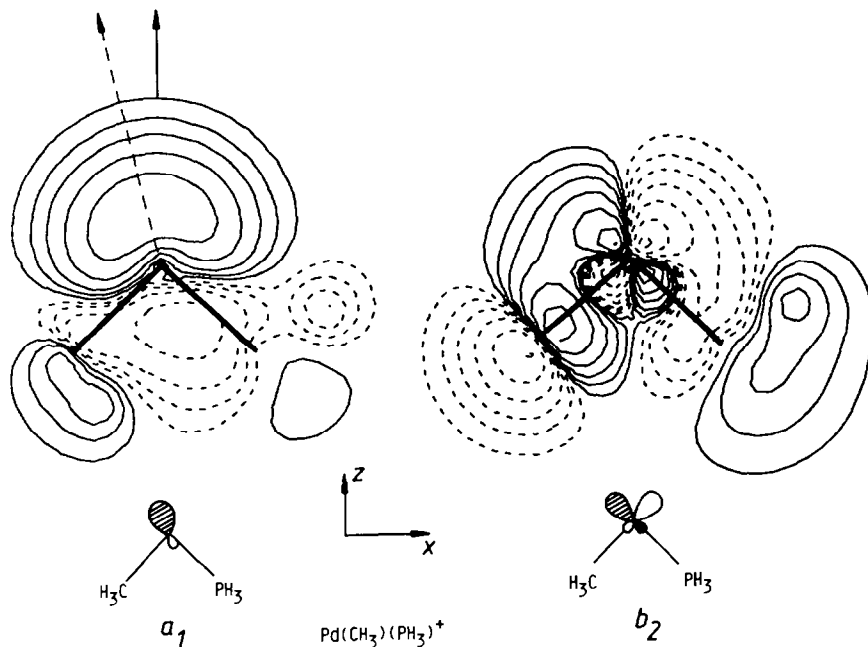 z
x
H₃C
PH₃
a₁
H₃C
PH₃
b₂
Pd(CH₃)(PH₃)⁺